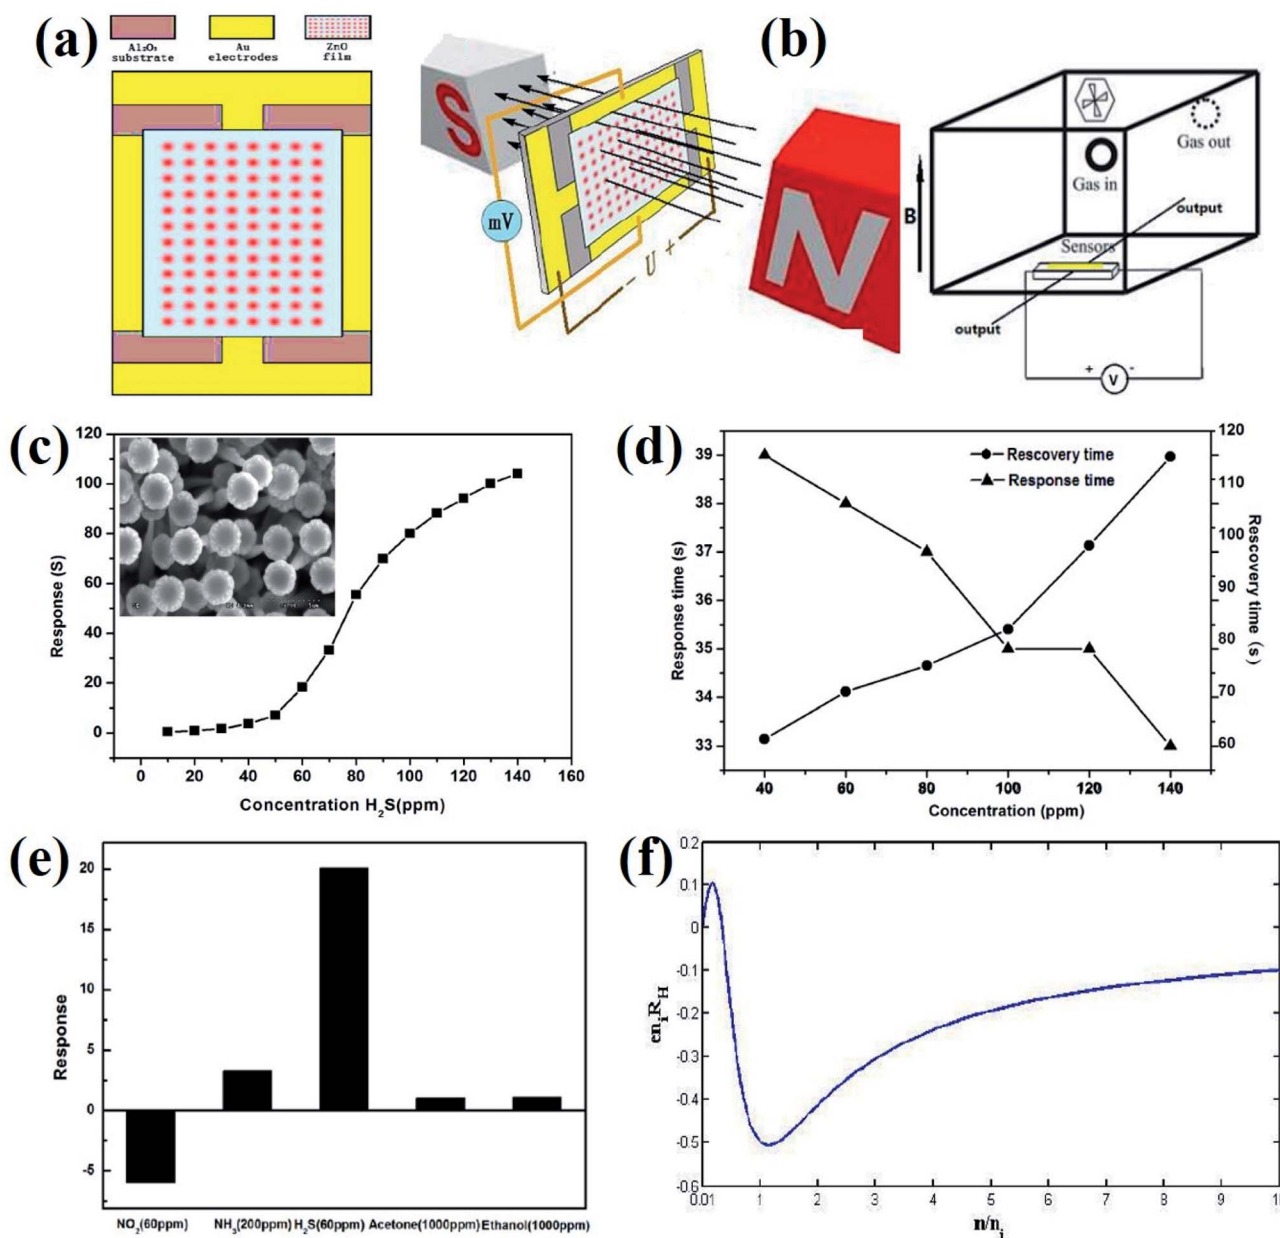 (a)
Al₂O₃
substrate
Au
electrodes
ZnO
film
S
mV
- U +
N
(b)
Gas out
Gas in
B
output
Sensors
output
+ V -
(c)
120
100
80
60
40
20
0
Response (S)
0 20 40 60 80 100 120 140 160
Concentration H₂S(ppm)
(d)
39
38
37
36
35
34
33
Response time (s)
Rescovery time
Response time
120
110
100
90
80
70
60
Rescovery time (s)
40 60 80 100 120 140
Concentration (ppm)
(e)
20
15
10
5
0
-5
Response
NO₂(60ppm) NH₃(200ppm) H₂S(60ppm) Acetone(1000ppm) Ethanol(1000ppm)
(f)
0.2
0.1
0
-0.1
-0.2
-0.3
-0.4
-0.5
-0.6
enᵢR_H
0.01 1 2 3 4 5 6 7 8 9 1
n/nᵢ